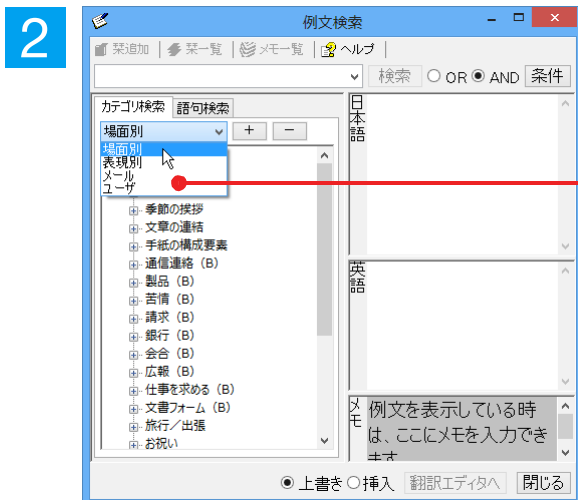 2
例文検索
栞追加 栞一覧 メモ一覧 ヘルプ
検索 OR AND 条件
カテゴリ検索 語句検索
場面別 + -
場面別
表現別
メール
ユーザ
季節の挨拶
文章の連結
手紙の構成要素
通信連絡（B）
製品（B）
苦情（B）
請求（B）
銀行（B）
会合（B）
広報（B）
仕事を求める（B）
文書フォーム（B）
旅行／出張
お祝い
日本語
英語
メモ
例文を表示している時
は、ここにメモを入力でき
ます
上書き 挿入 翻訳エディタへ 閉じる